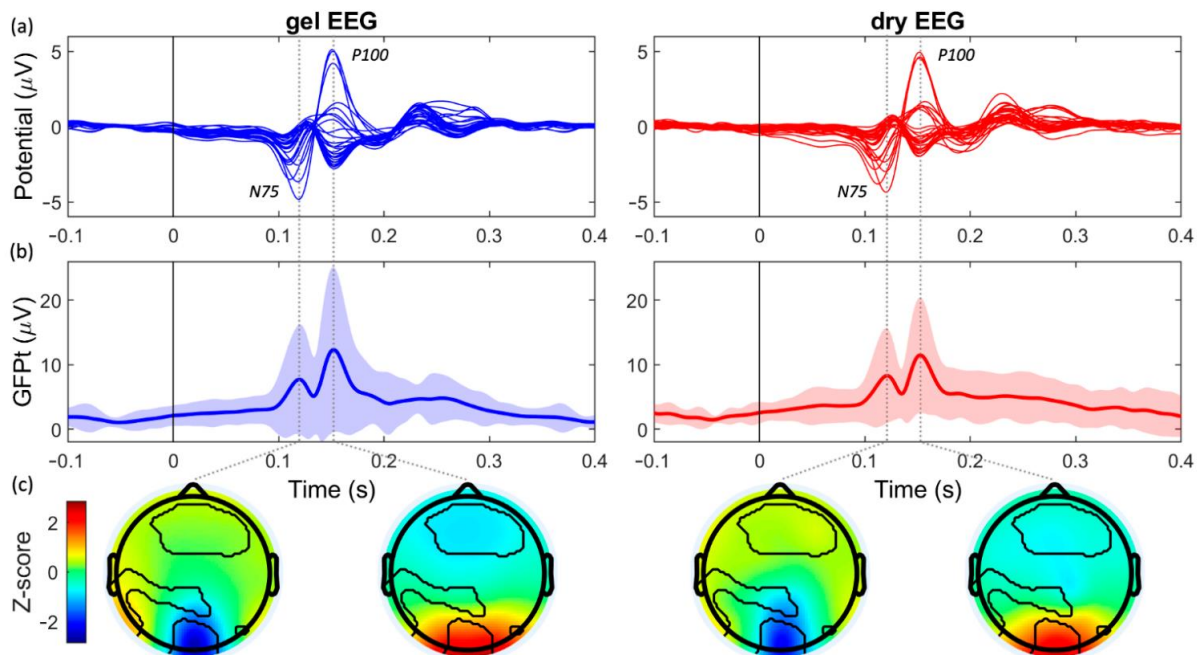 (a)
gel EEG
dry EEG
Potential (μV)
5
0
−5
P100
N75
−0.1 0 0.1 0.2 0.3 0.4
5
0
−5
P100
N75
−0.1 0 0.1 0.2 0.3 0.4
(b)
GFPt (μV)
20
10
0
−0.1 0 0.1 0.2 0.3 0.4
Time (s)
20
10
0
−0.1 0 0.1 0.2 0.3 0.4
Time (s)
(c)
Z-score
2
0
−2